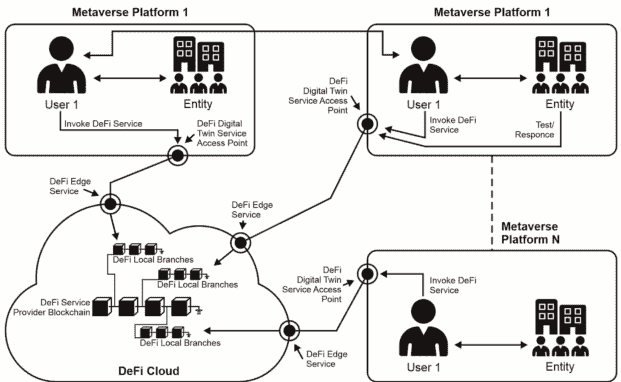 Metaverse Platform 1
User 1
Entity
Invoke DeFi Service
DeFi Digital
Twin Service
Access Point
Metaverse Platform 1
DeFi
Digital Twin
Service Access
Point
User 1
Entity
Invoke DeFi
Service
Test/
Responce
DeFi Edge
Service
DeFi Edge
Service
DeFi Local Branches
DeFi Local Branches
DeFi Service
Provider Blockchain
DeFi Local Branches
DeFi Cloud
DeFi Edge
Service
DeFi
Digital Twin
Service Access
Point
Metaverse
Platform N
Invoke DeFi
Service
User 1
Entity